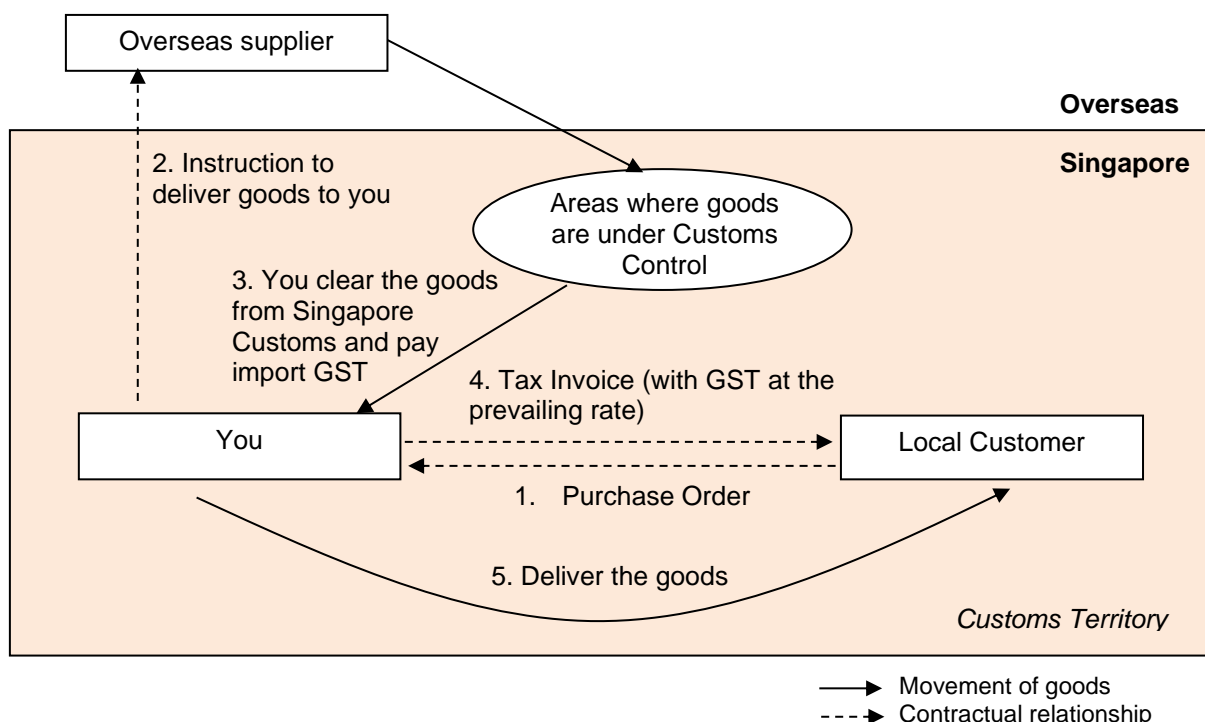 Overseas supplier
Overseas
Singapore
2. Instruction to
deliver goods to you
Areas where goods
are under Customs
Control
3. You clear the goods
from Singapore
Customs and pay
import GST
4. Tax Invoice (with GST at the
prevailing rate)
You
Local Customer
1. Purchase Order
5. Deliver the goods
Customs Territory
Movement of goods
Contractual relationship